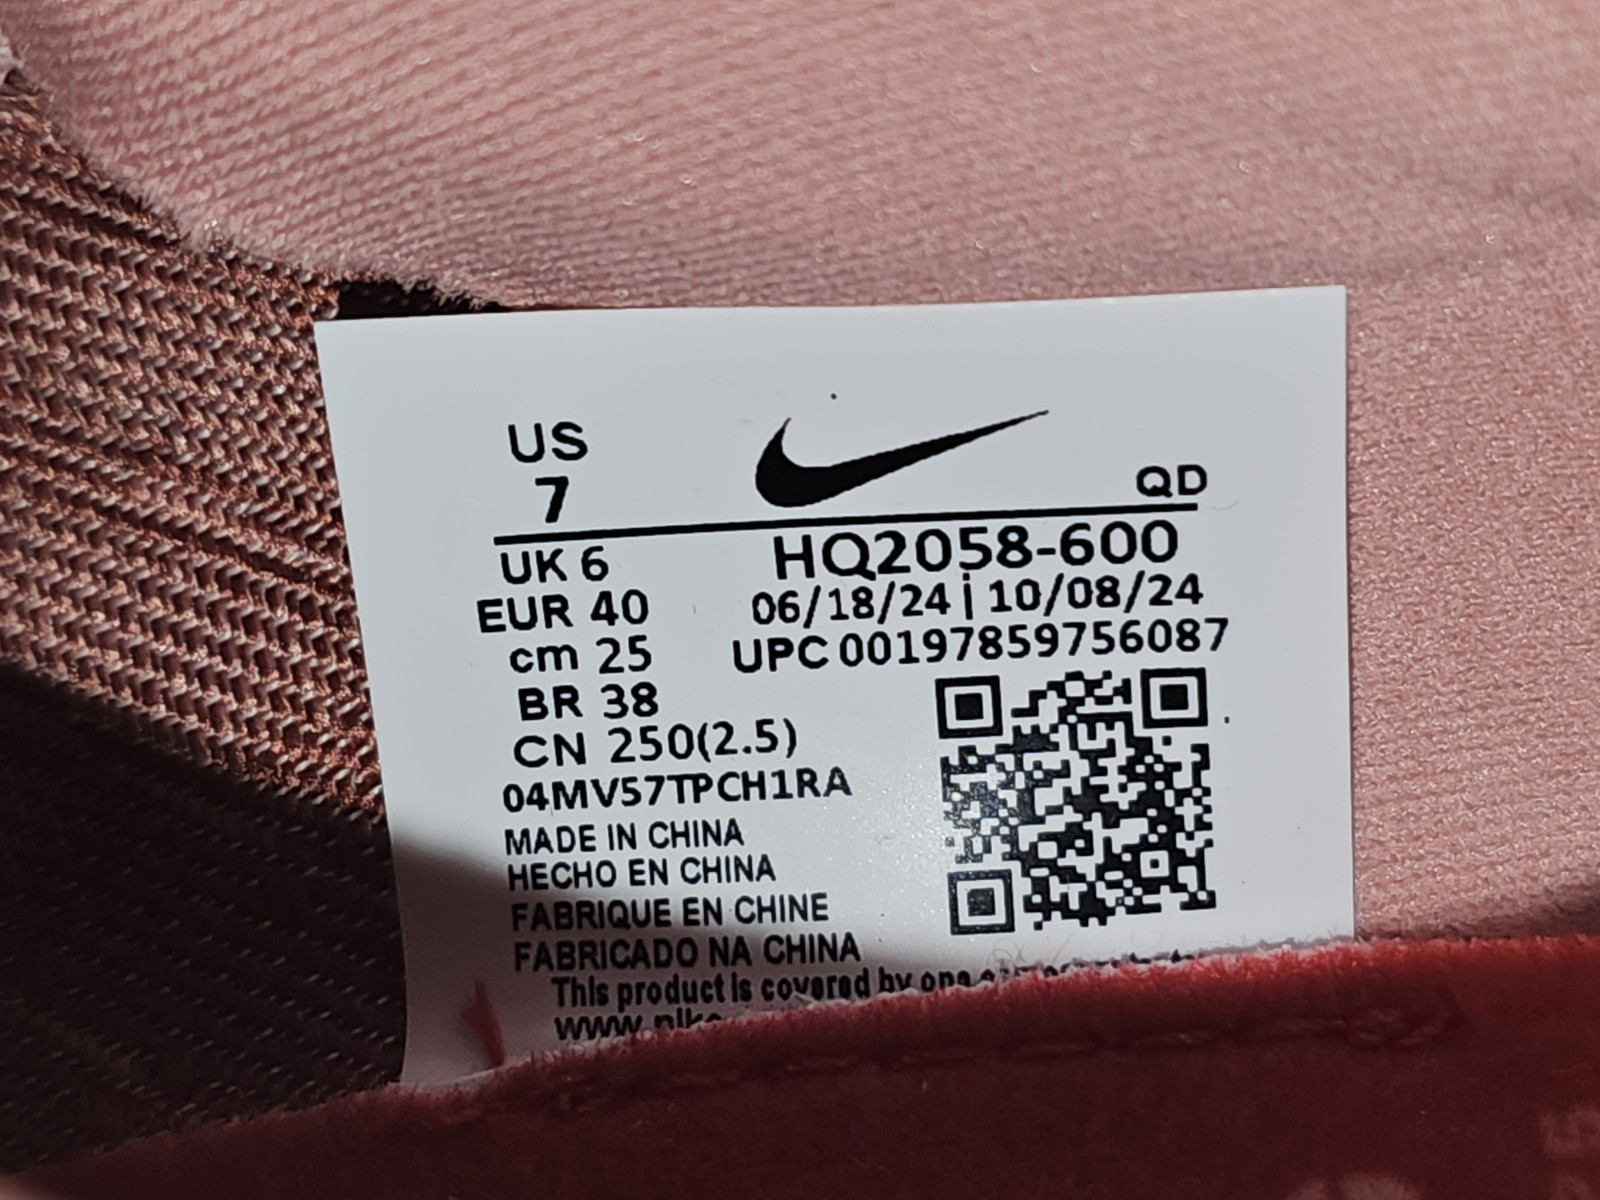 US
7
QD
UK 6
HQ2058-600
EUR 40
06/18/24 | 10/08/24
cm 25
UPC 00197859756087
BR 38
CN 250(2.5)
04MV57TPCH1RA
MADE IN CHINA
HECHO EN CHINA
FABRIQUE EN CHINE
FABRICADO NA CHINA
This product is covered by one